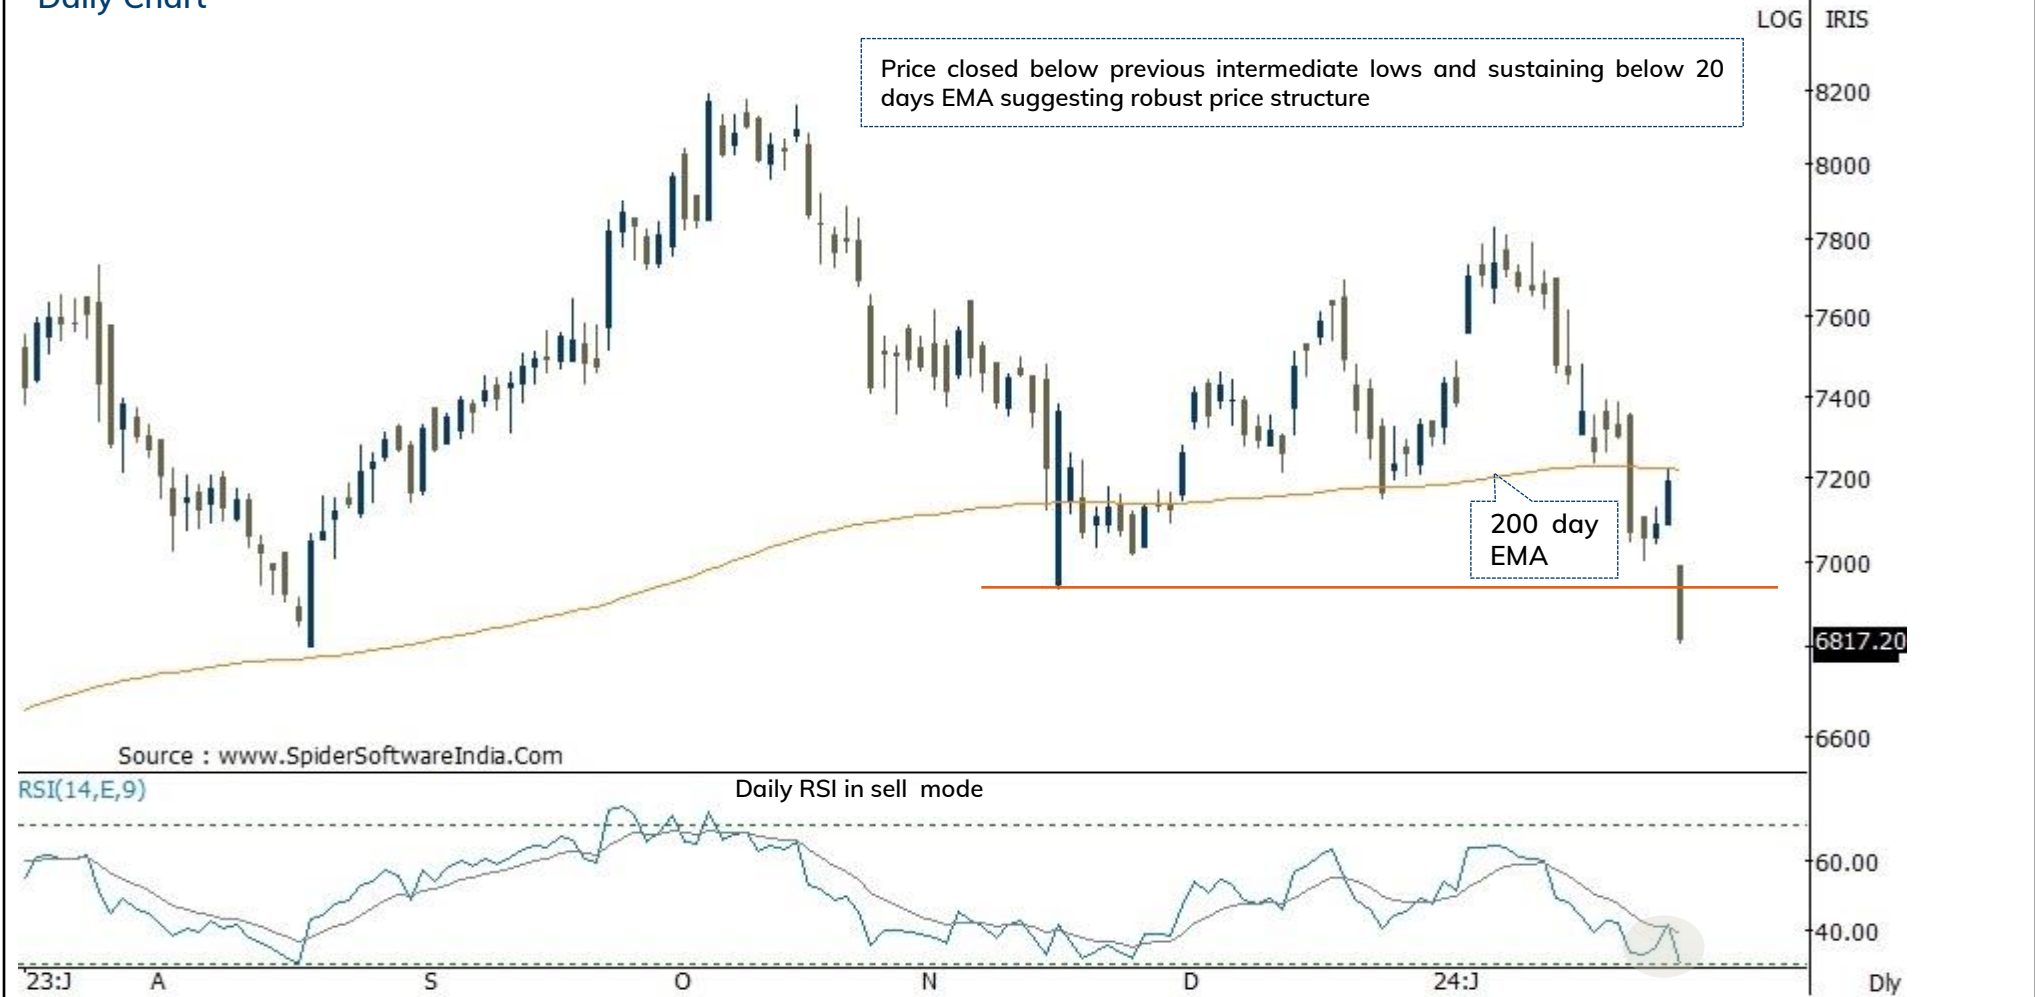 Daily Chart
LOG IRIS
Price closed below previous intermediate lows and sustaining below 20
days EMA suggesting robust price structure
8200
8000
7800
7600
7400
7200
200 day
EMA
7000
6817.20
6600
Source : www.SpiderSoftwareIndia.Com
RSI(14,E,9)
Daily RSI in sell mode
60.00
40.00
23:J A S O N D 24:J Dly